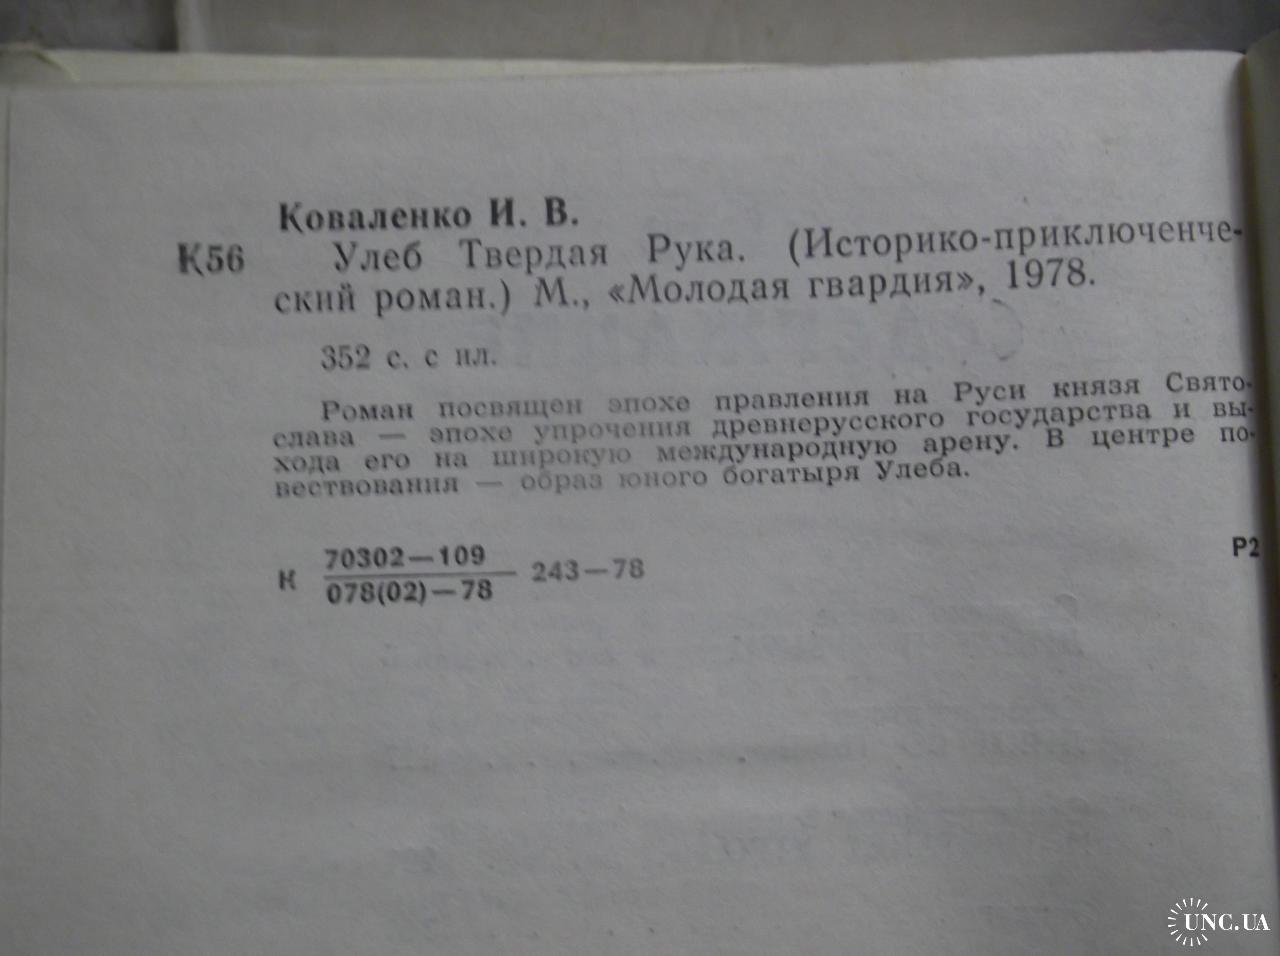 Коваленко И. В.
К56 Улеб Твердая Рука. (Историко-приключенче-
ский роман.) М., «Молодая гвардия», 1978.
352 с. с ил.
Роман посвящен эпохе правления на Руси князя Свято-
слава — эпохе упрочения древнерусского государства и вы-
хода его на широкую международную арену. В центре по-
вествования — образ юного богатыря Улеба.
К 70302—109 243—78
078(02)—78
Р2
UNC.UA